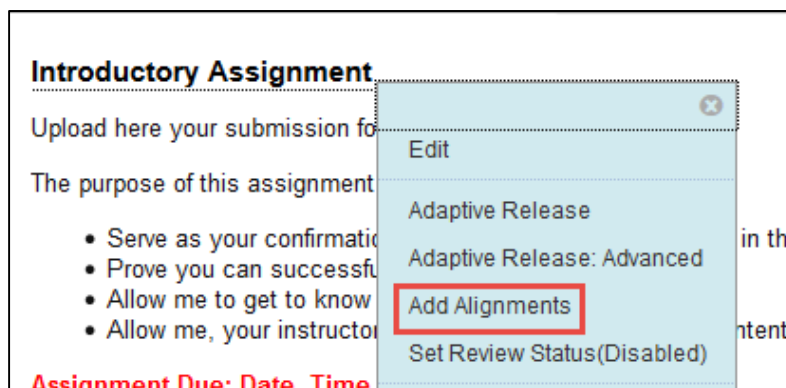 Introductory Assignment
Upload here your submission fo
Edit
The purpose of this assignment
Adaptive Release
• Serve as your confirmatio
in th
Adaptive Release: Advanced
• Prove you can successfu
• Allow me to get to know
Add Alignments
• Allow me, your instructor
ntent
Set Review Status(Disabled)
Assignment Due: Date, Time